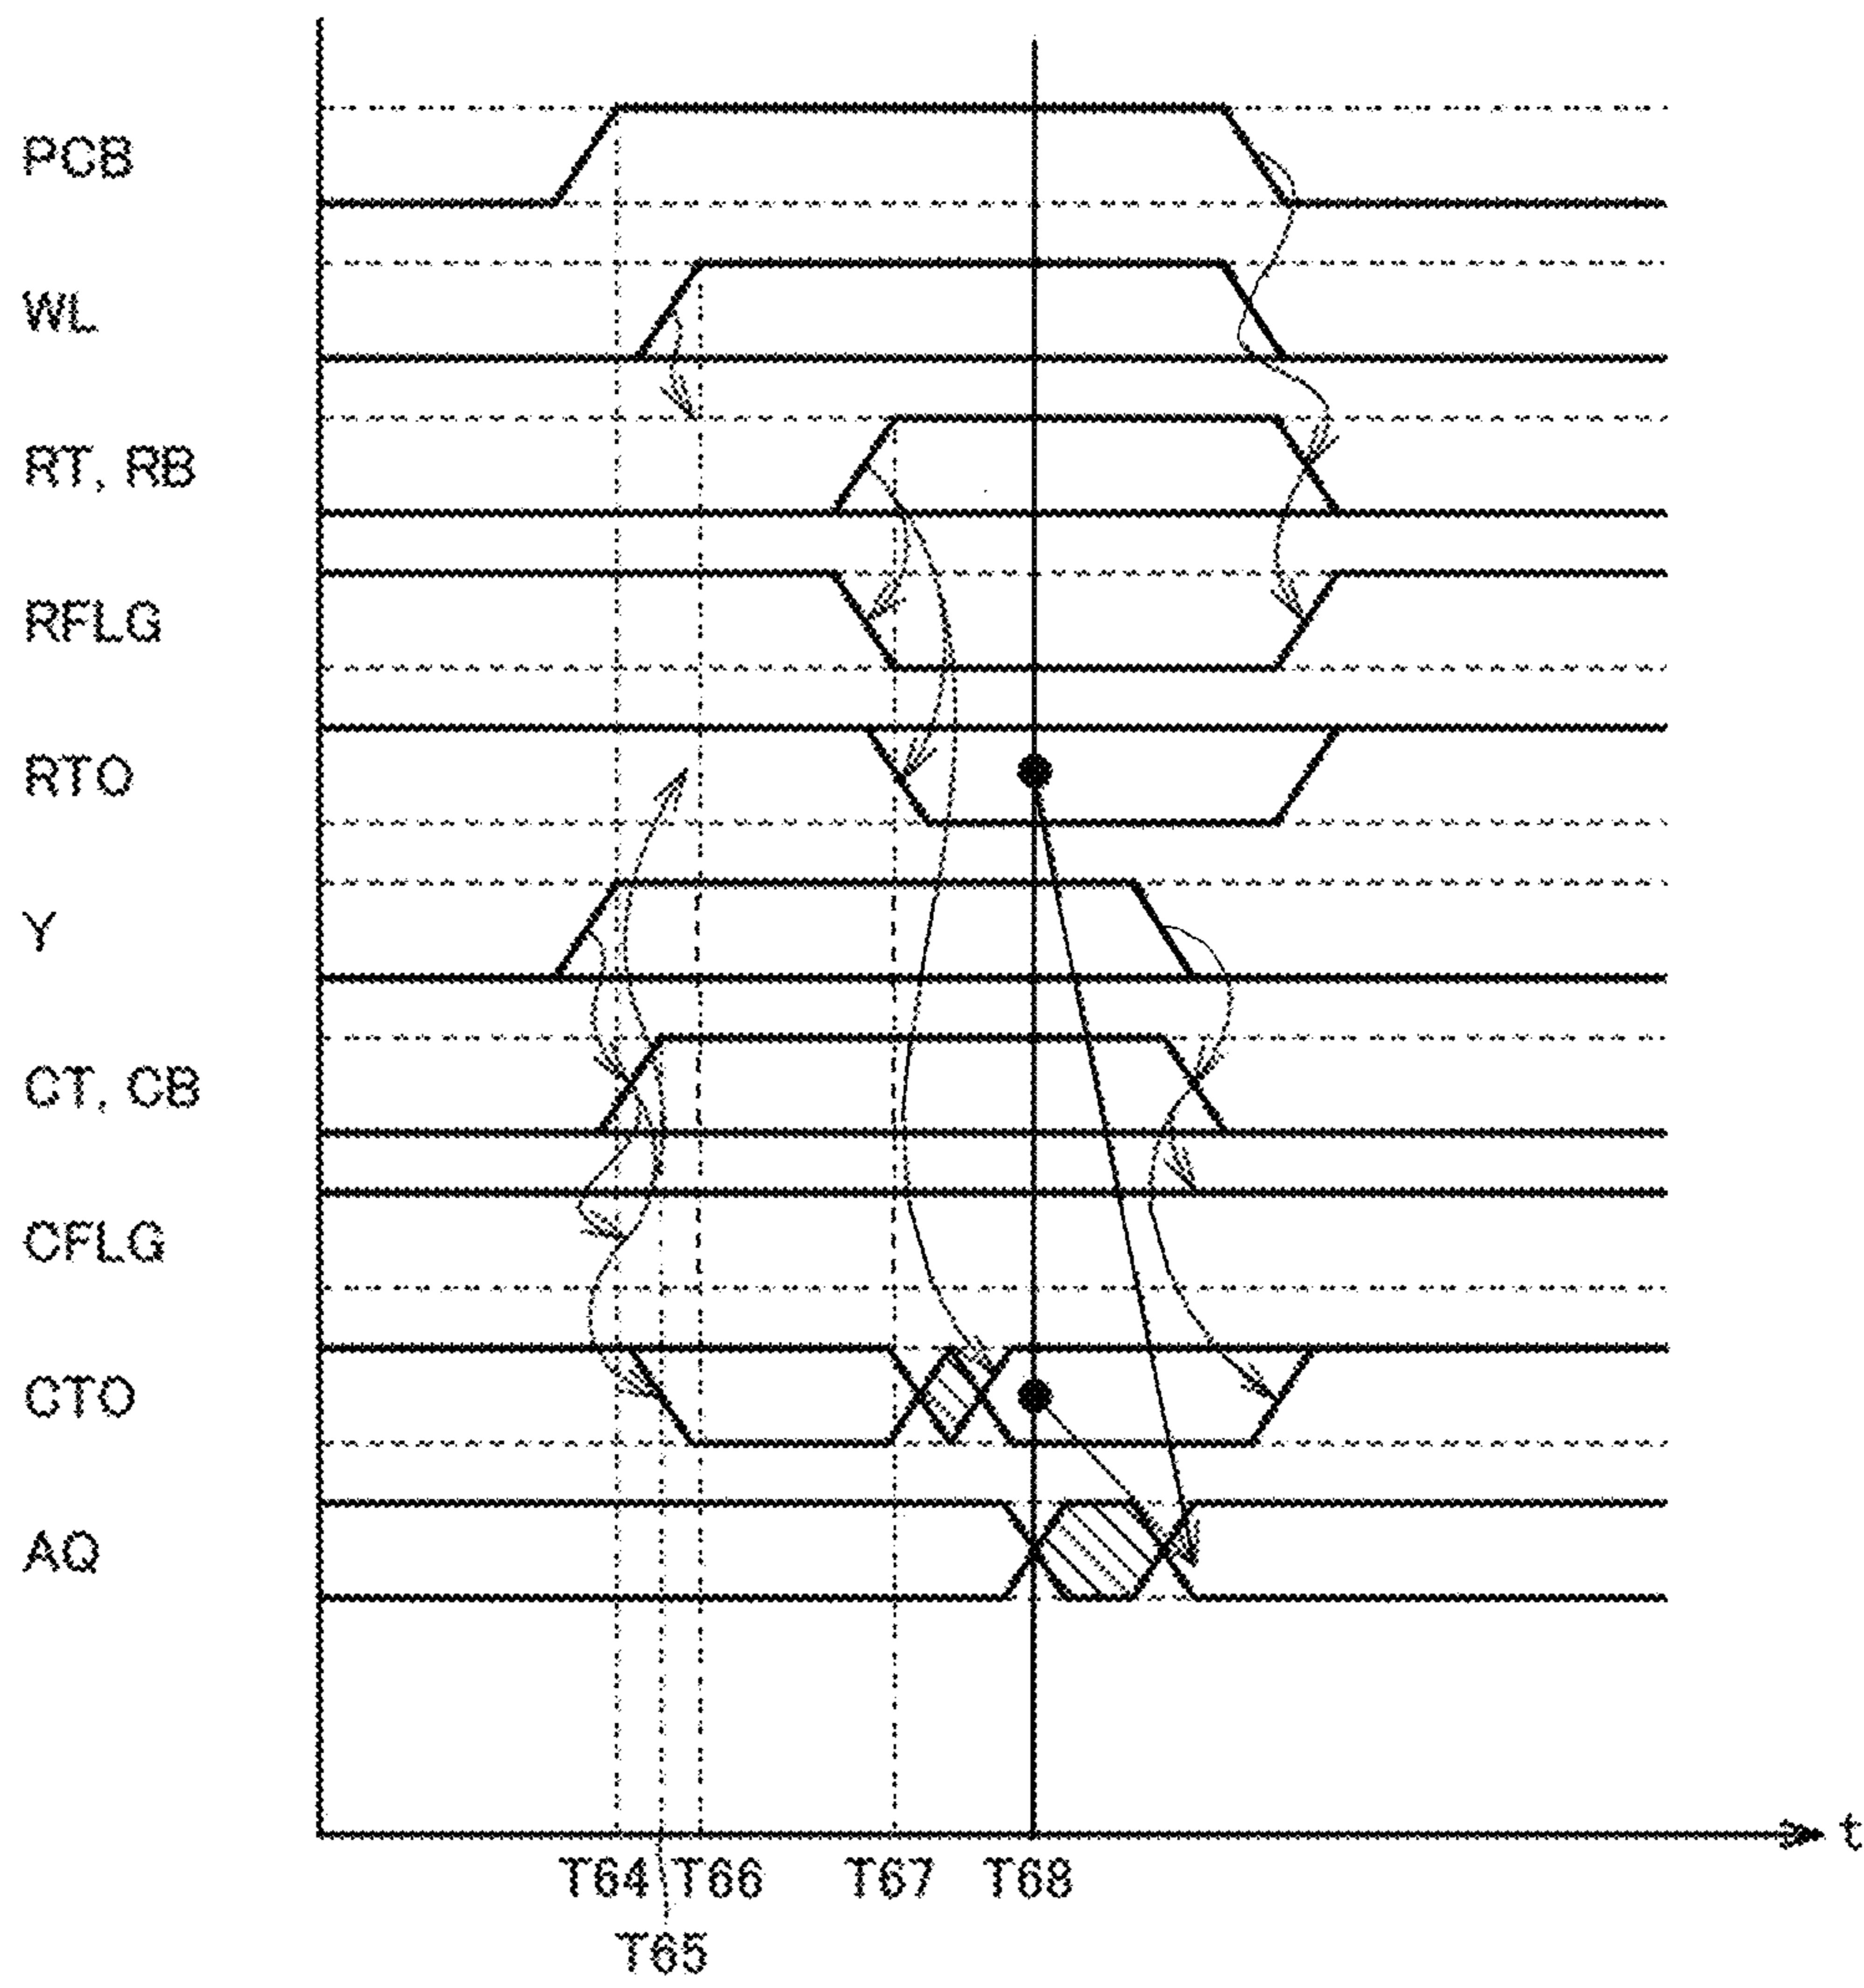 PCB
WL
RT, RB
RFLG
RTO
Y
CT, CB
CFLG
CTO
AQ
t
T64 T66 T67 T68
T65